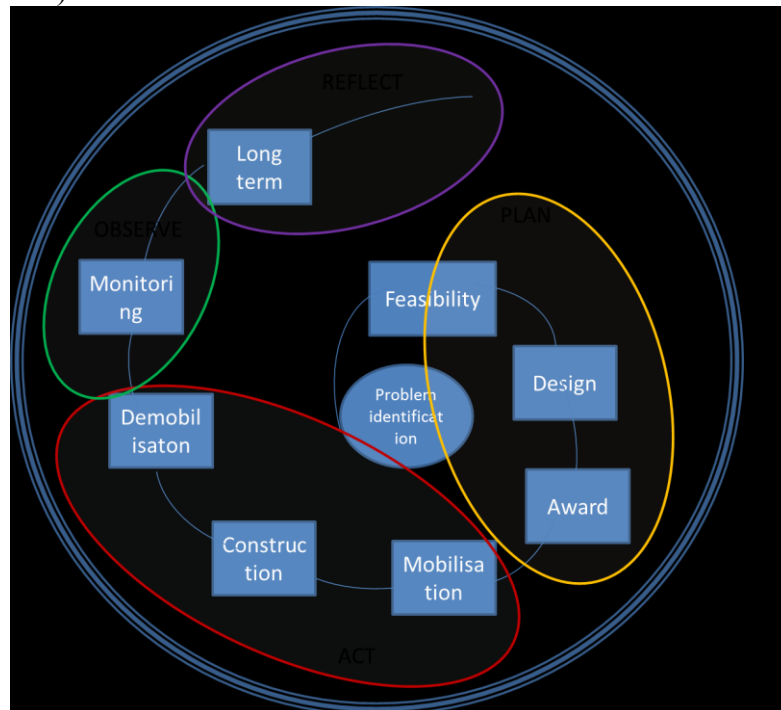 REFLECT
Long
term
OBSERVE
PLAN
Monitori
ng
Feasibility
Design
Problem
identificat
ion
Demobil
isaton
Award
Construc
tion
Mobilisa
tion
ACT